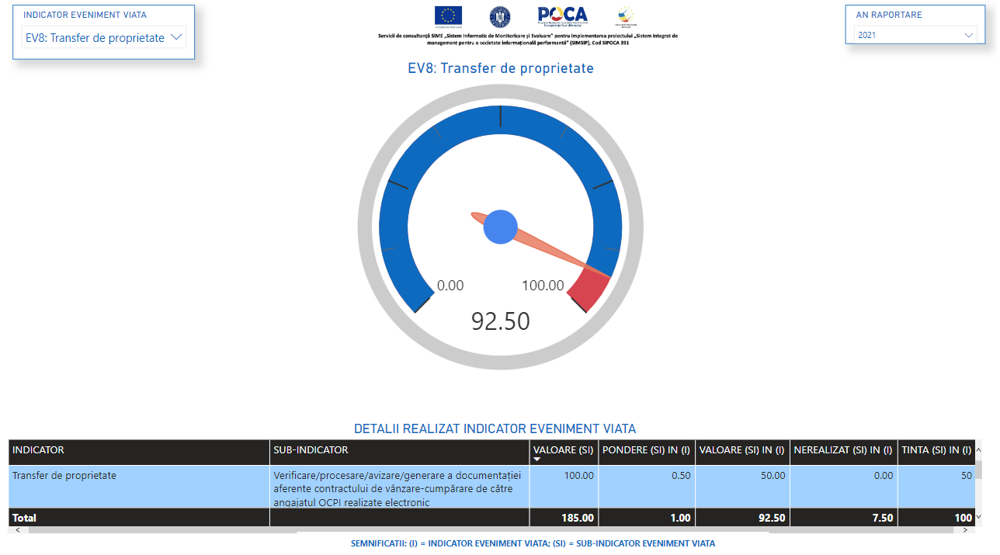 INDICATOR EVENIMENT VIATA
EV8: Transfer de proprietate
POCA
Servicii de consultanță SIME „Sistem Informatic de Monitorizare și Evaluare" pentru implementarea proiectului „Sistem integrat de
management pentru o societate informațională performantă" (SIMSIP), Cod SIPOCA 391
AN RAPORTARE
2021
EV8: Transfer de proprietate
0.00
100.00
92.50
DETALII REALIZAT INDICATOR EVENIMENT VIATA
INDICATOR SUB-INDICATOR VALOARE (SI) PONDERE (SI) IN (I) VALOARE (SI) IN (I) NEREALIZAT (SI) IN (I) TINTA (SI) IN (I)
Transfer de proprietate Verificare/procesare/avizare/generare a documentației 100.00 0.50 50.00 0.00 50
aferente contractului de vânzare-cumpărare de către
angajatul OCPI realizate electronic
Total 185.00 1.00 92.50 7.50 100
SEMNIFICATII: (I) = INDICATOR EVENIMENT VIATA; (SI) = SUB-INDICATOR EVENIMENT VIATA